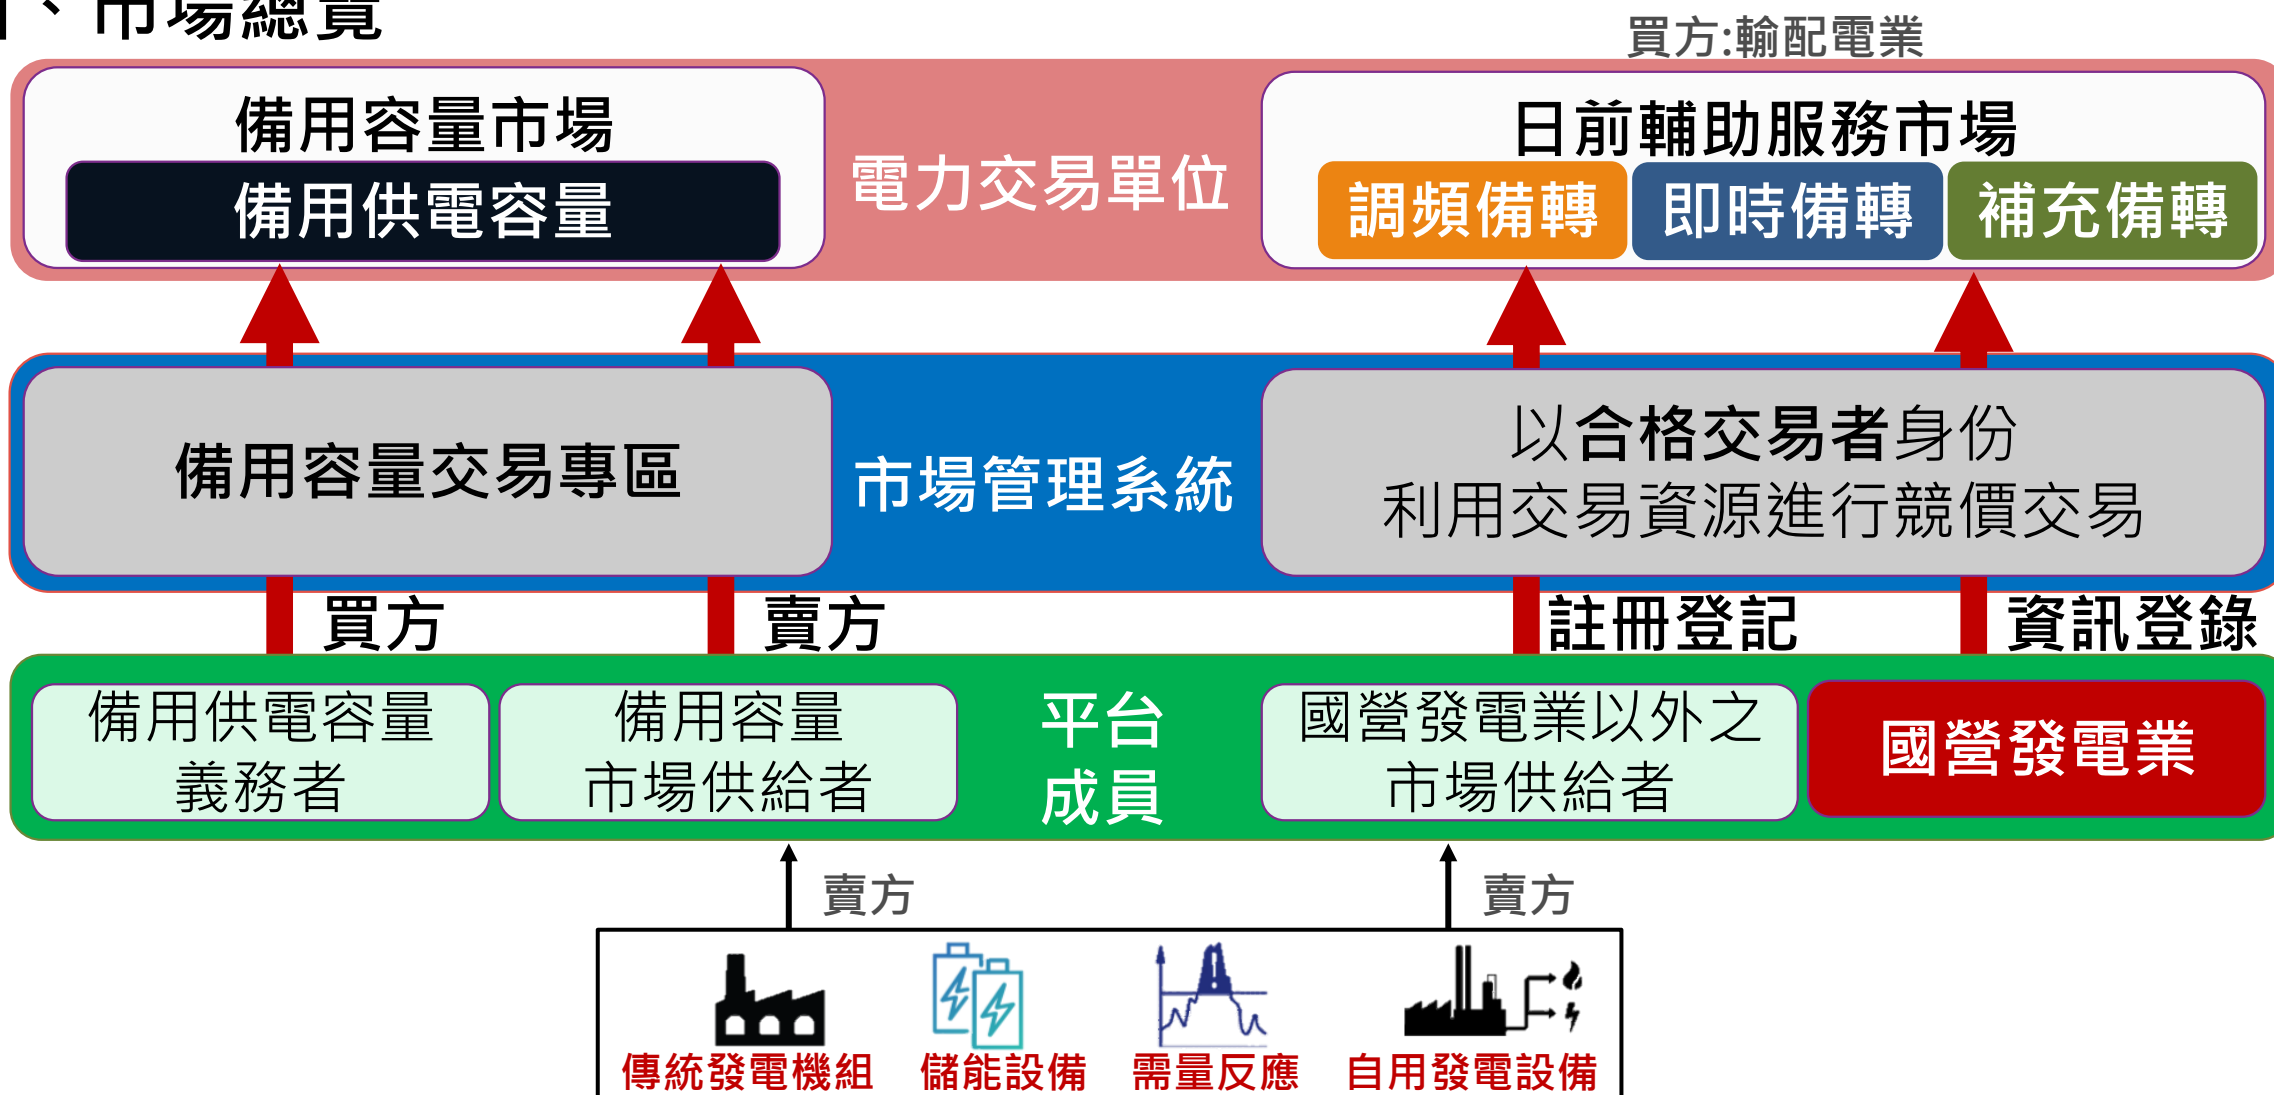 、市場總覽
買方:輸配電業
備用容量市場
備用供電容量
電力交易單位
日前輔助服務市場
調頻備轉
即時備轉
補充備轉
備用容量交易專區
市場管理系統
以合格交易者身份
利用交易資源進行競價交易
買方
賣方
註冊登記
資訊登錄
備用供電容量
義務者
備用容量
市場供給者
平台
成員
國營發電業以外之
市場供給者
國營發電業
賣方
賣方
傳統發電機組
儲能設備
需量反應
自用發電設備